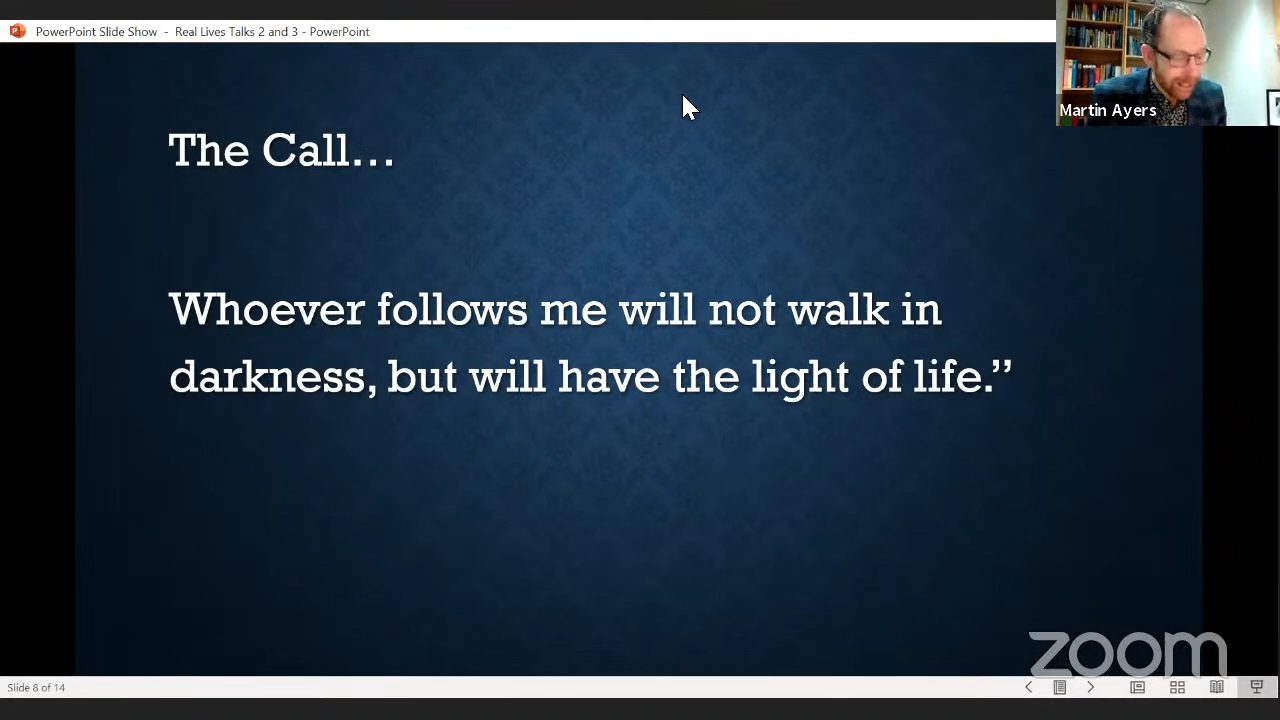 PowerPoint Slide Show - Real Lives Talks 2 and 3 - PowerPoint
Martin Ayers
The Call…
Whoever follows me will not walk in
darkness, but will have the light of life.”
zoom
Slide 8 of 14